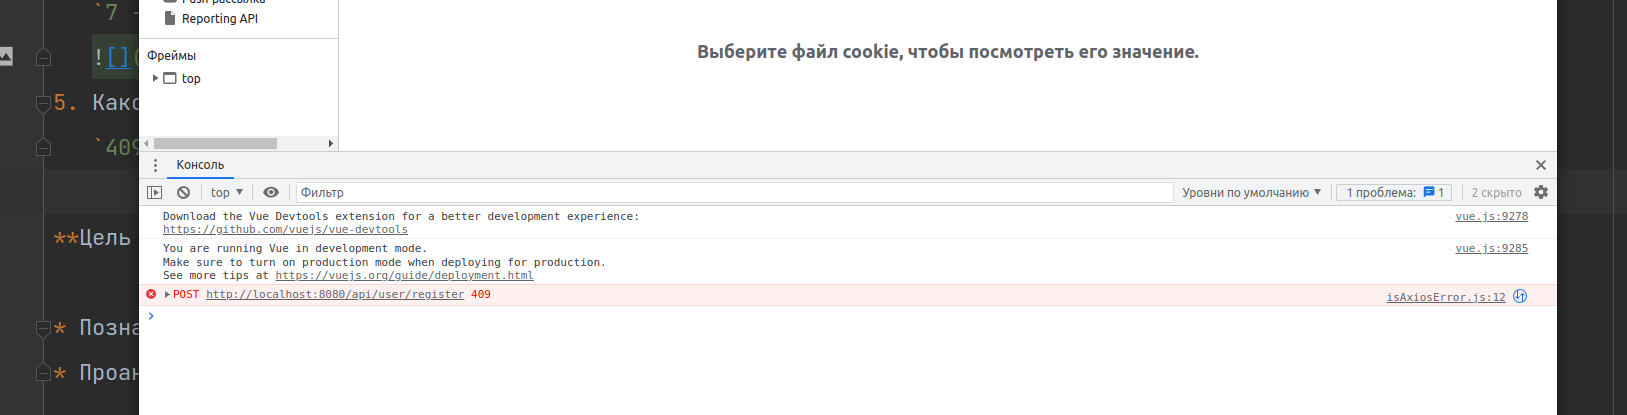 `7
![](
5. Како
`409
**Цель
* Позна
* Проан
Push рассылка
Reporting API
Фреймы
top
Выберите файл cookie, чтобы посмотреть его значение.
Консоль
top
Фильтр
Уровни по умолчанию
1 проблема: 1
2 скрыто
Download the Vue Devtools extension for a better development experience: vue.js:9278
https://github.com/vuejs/vue-devtools
You are running Vue in development mode. vue.js:9285
Make sure to turn on production mode when deploying for production.
See more tips at https://vuejs.org/guide/deployment.html
POST http://localhost:8080/api/user/register 409 isAxiosError.js:12